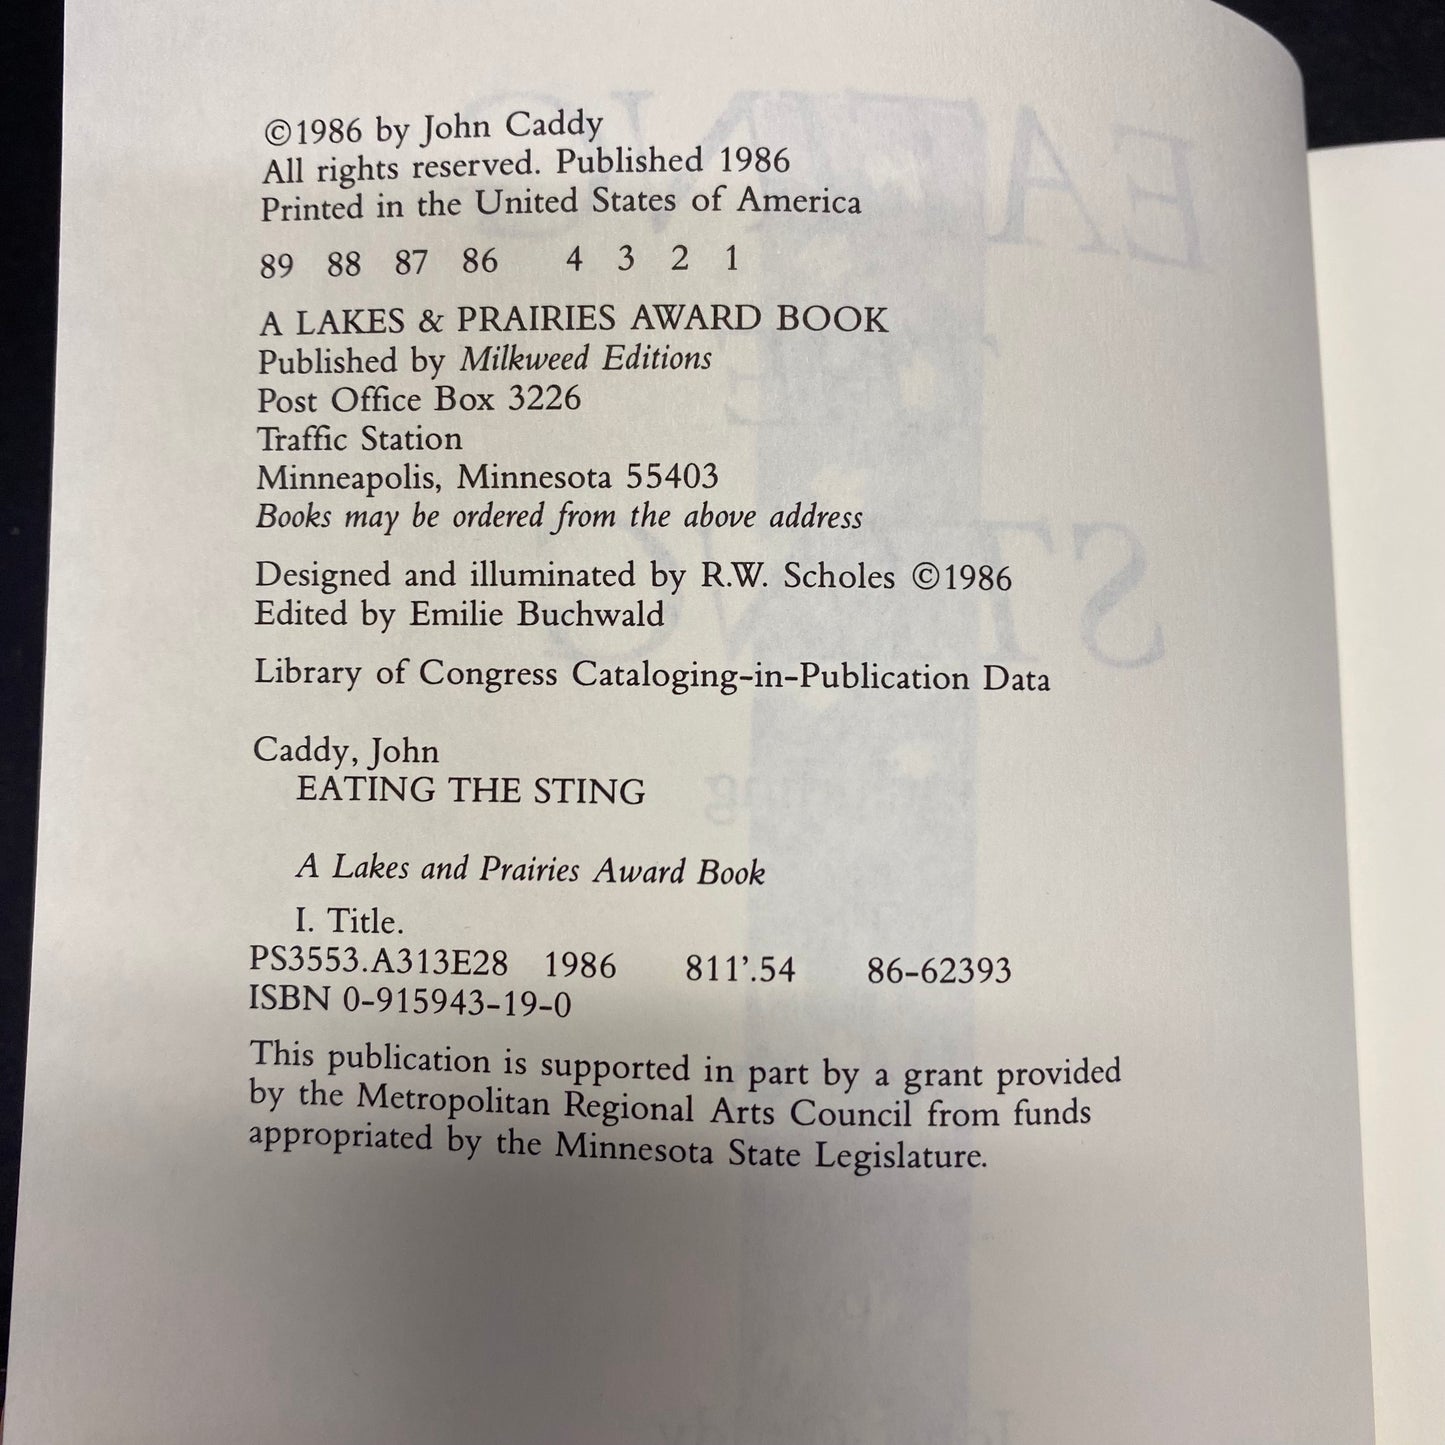 ©1986 by John Caddy
All rights reserved. Published 1986
Printed in the United States of America
89 88 87 86 4 3 2 1
A LAKES & PRAIRIES AWARD BOOK
Published by Milkweed Editions
Post Office Box 3226
Traffic Station
Minneapolis, Minnesota 55403
Books may be ordered from the above address
Designed and illuminated by R.W. Scholes ©1986
Edited by Emilie Buchwald
Library of Congress Cataloging-in-Publication Data
Caddy, John
EATING THE STING
A Lakes and Prairies Award Book
I. Title.
PS3553.A313E28 1986 811'.54 86-62393
ISBN 0-915943-19-0
This publication is supported in part by a grant provided
by the Metropolitan Regional Arts Council from funds
appropriated by the Minnesota State Legislature.